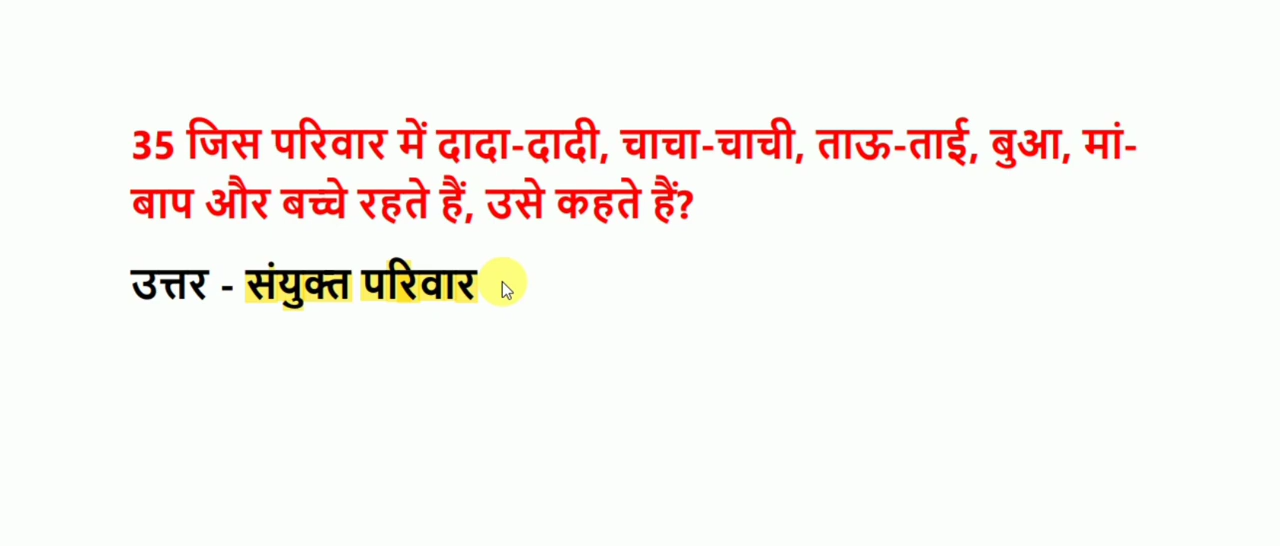 35 जिस परिवार में दादा-दादी, चाचा-चाची, ताऊ-ताई, बुआ, मां-
बाप और बच्चे रहते हैं, उसे कहते हैं?
उत्तर - संयुक्त परिवार